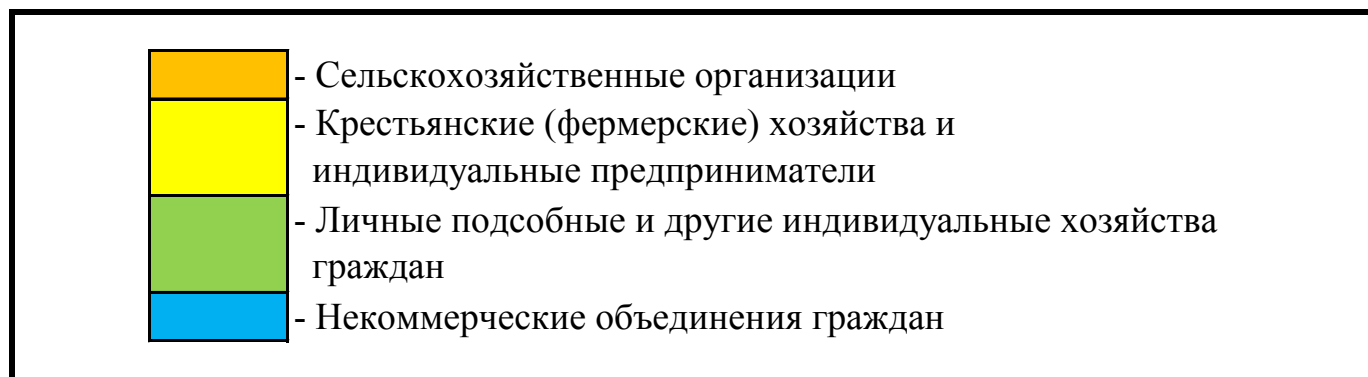 - Сельскохозяйственные организации
- Крестьянские (фермерские) хозяйства и
индивидуальные предприниматели
- Личные подсобные и другие индивидуальные хозяйства
граждан
- Некоммерческие объединения граждан